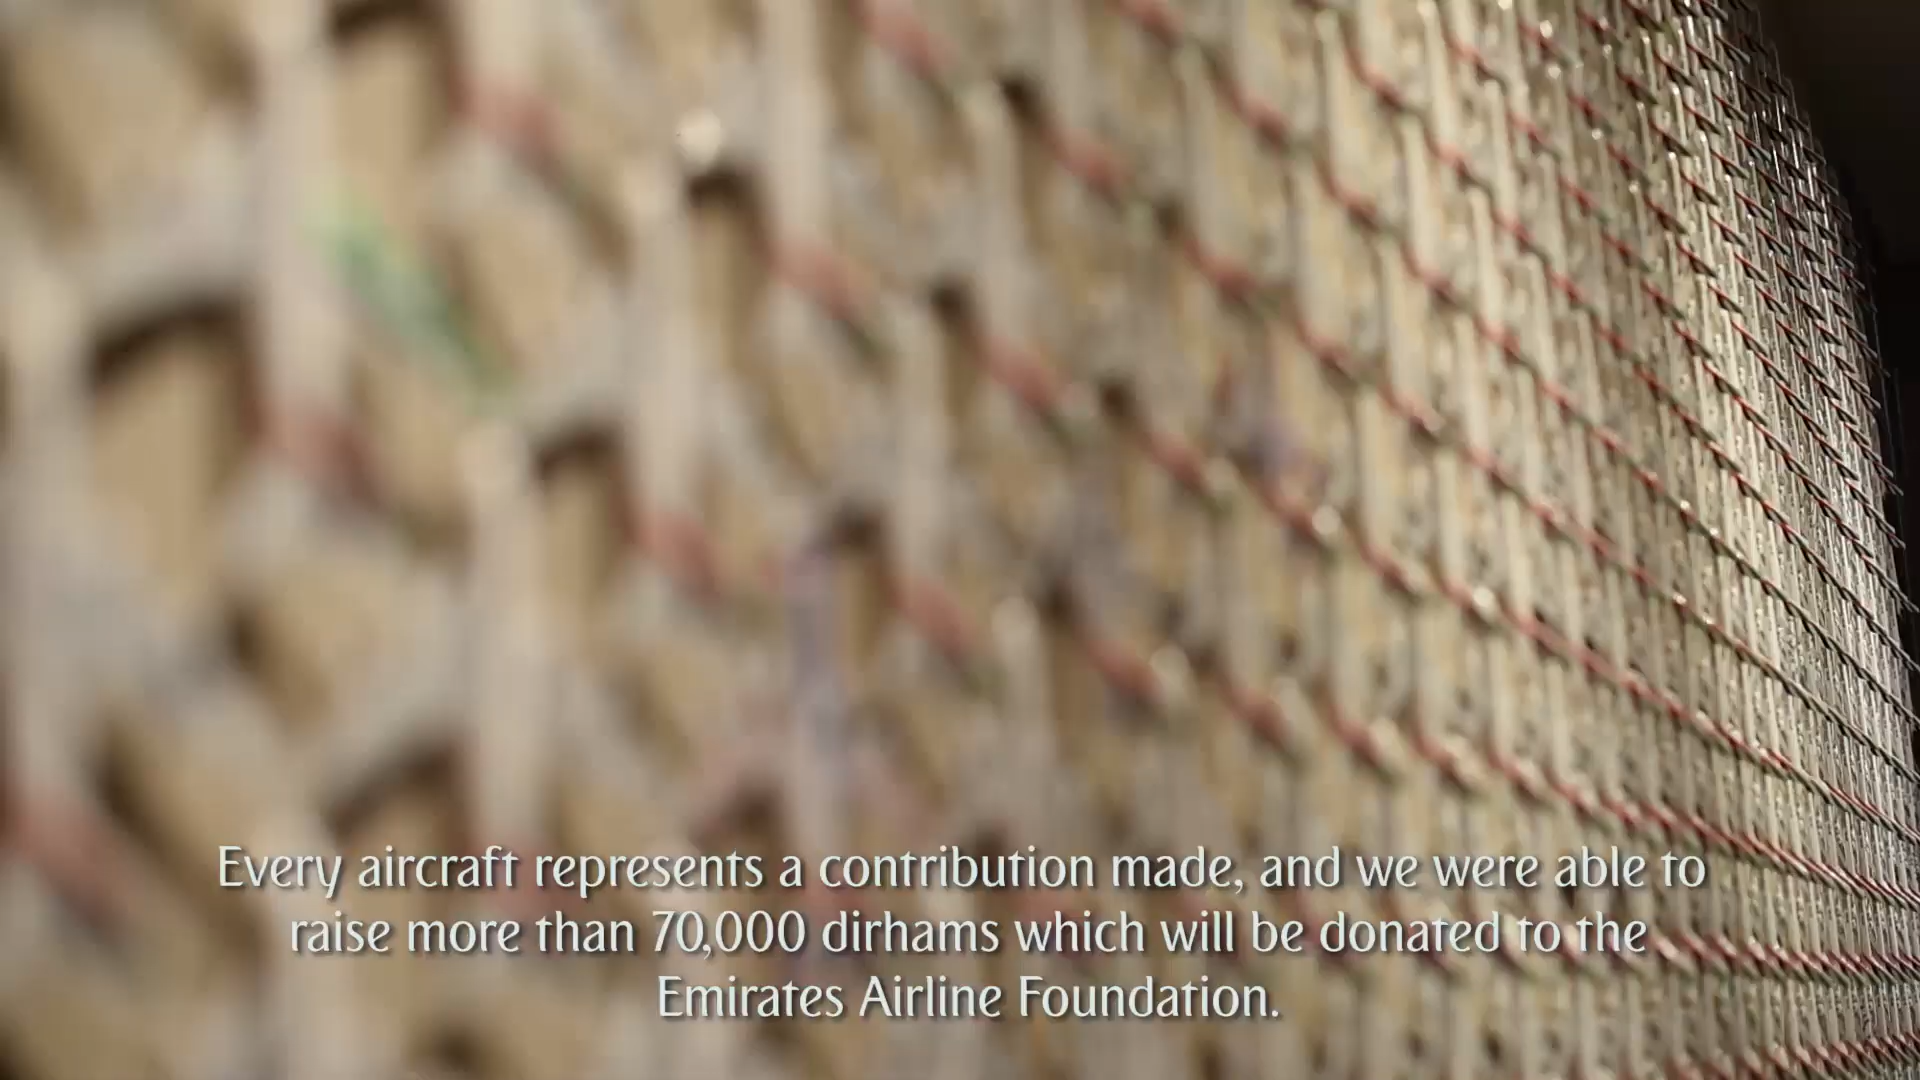 Every aircraft represents a contribution made, and we were able to
raise more than 70,000 dirhams which will be donated to the
Emirates Airline Foundation.